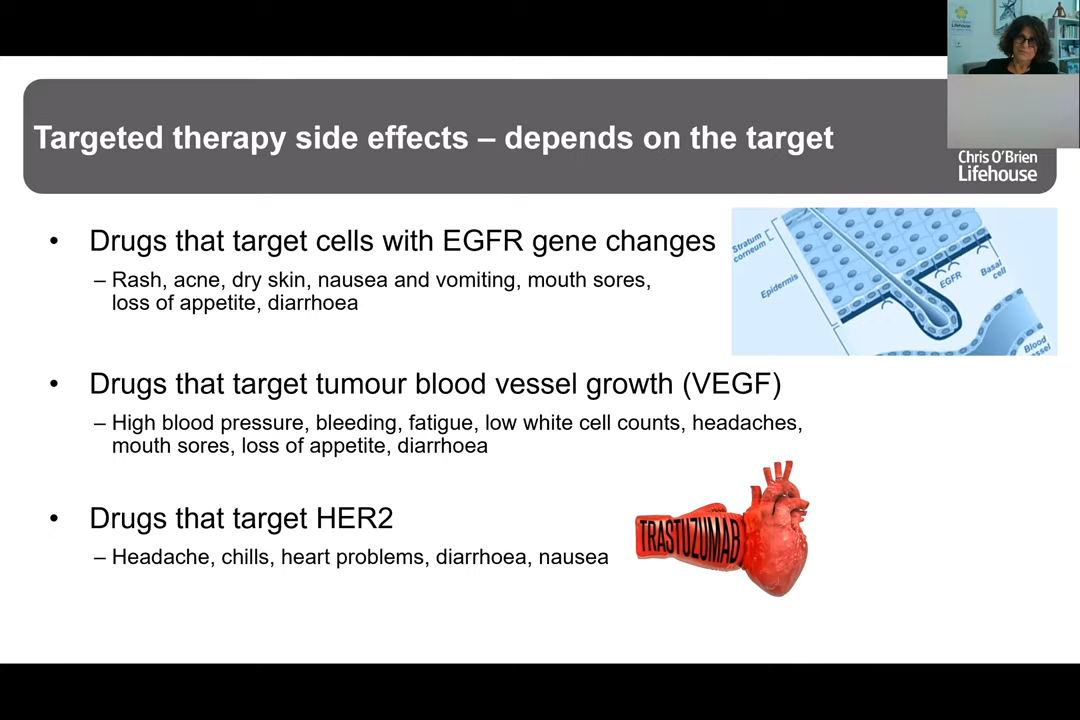 Targeted therapy side effects – depends on the target
Chris O'Brien
Lifehouse
• Drugs that target cells with EGFR gene changes
– Rash, acne, dry skin, nausea and vomiting, mouth sores,
loss of appetite, diarrhoea
Stratum
corneum
Epidermis
EGFR
Basal
cell
Blood
vessel
• Drugs that target tumour blood vessel growth (VEGF)
– High blood pressure, bleeding, fatigue, low white cell counts, headaches,
mouth sores, loss of appetite, diarrhoea
• Drugs that target HER2
– Headache, chills, heart problems, diarrhoea, nausea
TRASTUZUMAB